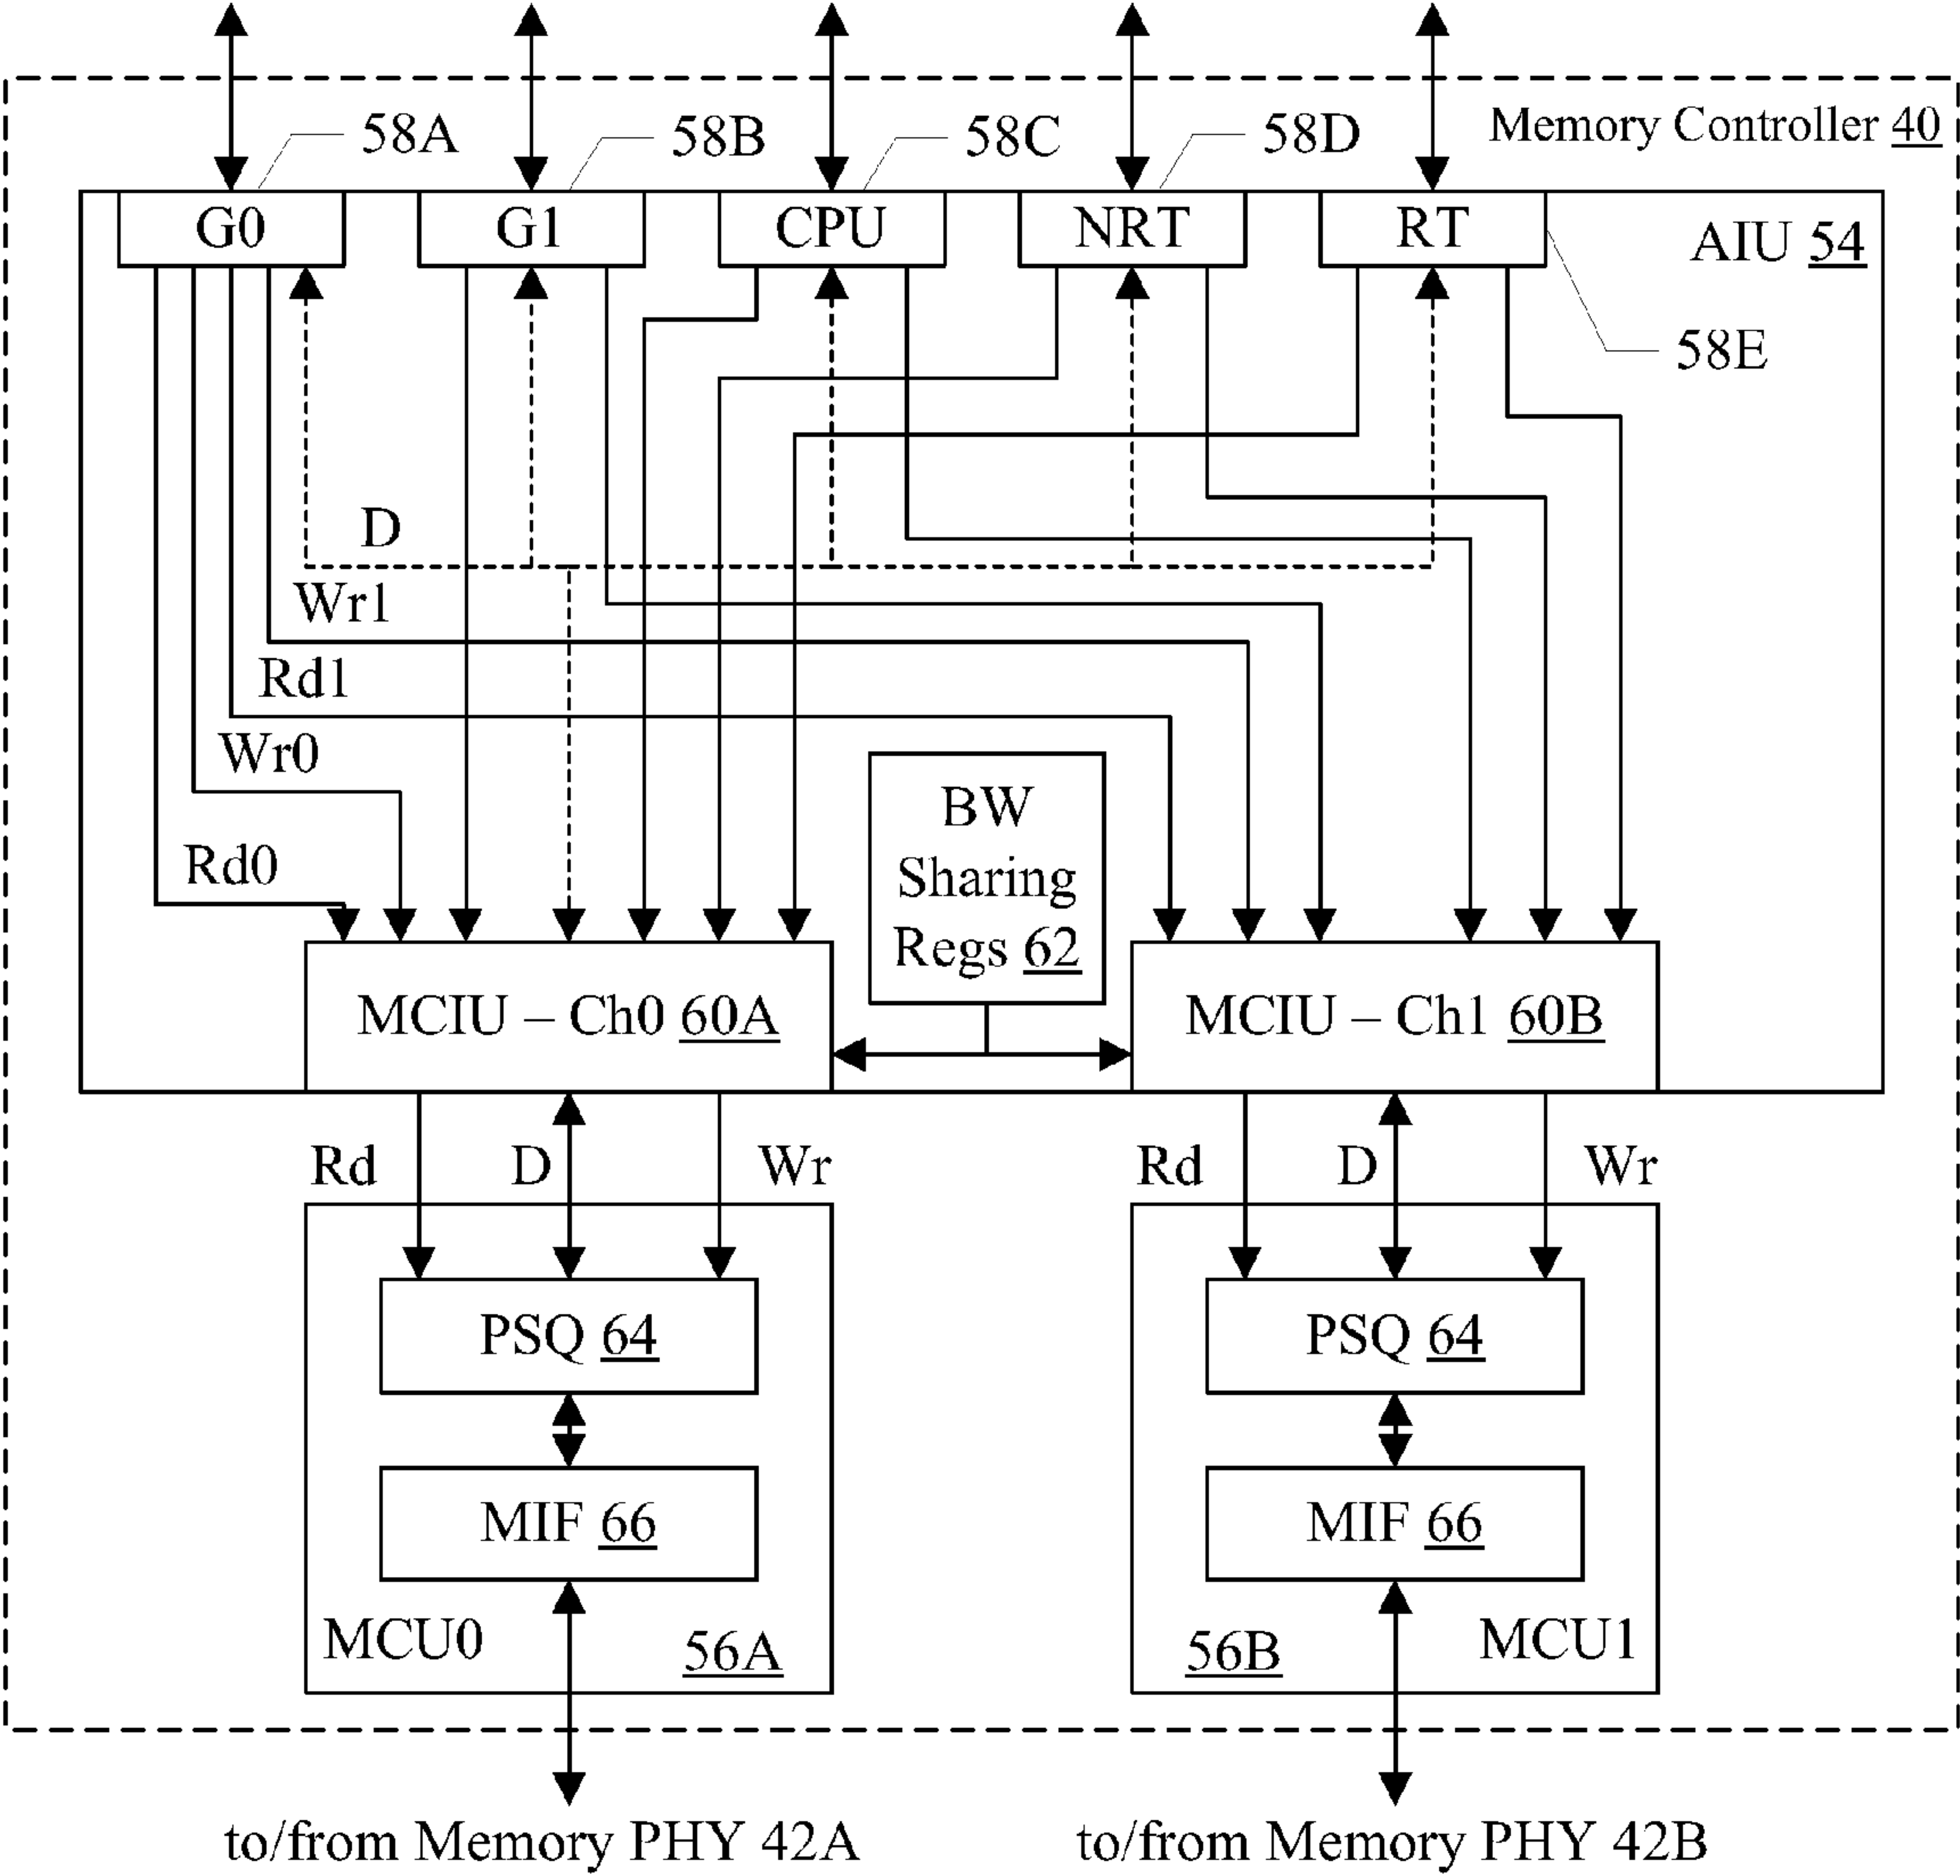 Memory Controller 40
58A
58B
58C
58D
G0
G1
CPU
NRT
RT
AIU 54
58E
D
Wr1
Rd1
Wr0
Rd0
BW
Sharing
Regs 62
MCIU – Ch0 60A
MCIU – Ch1 60B
Rd
D
Wr
Rd
D
Wr
PSQ 64
PSQ 64
MIF 66
MIF 66
MCU0
56A
56B
MCU1
to/from Memory PHY 42A
to/from Memory PHY 42B